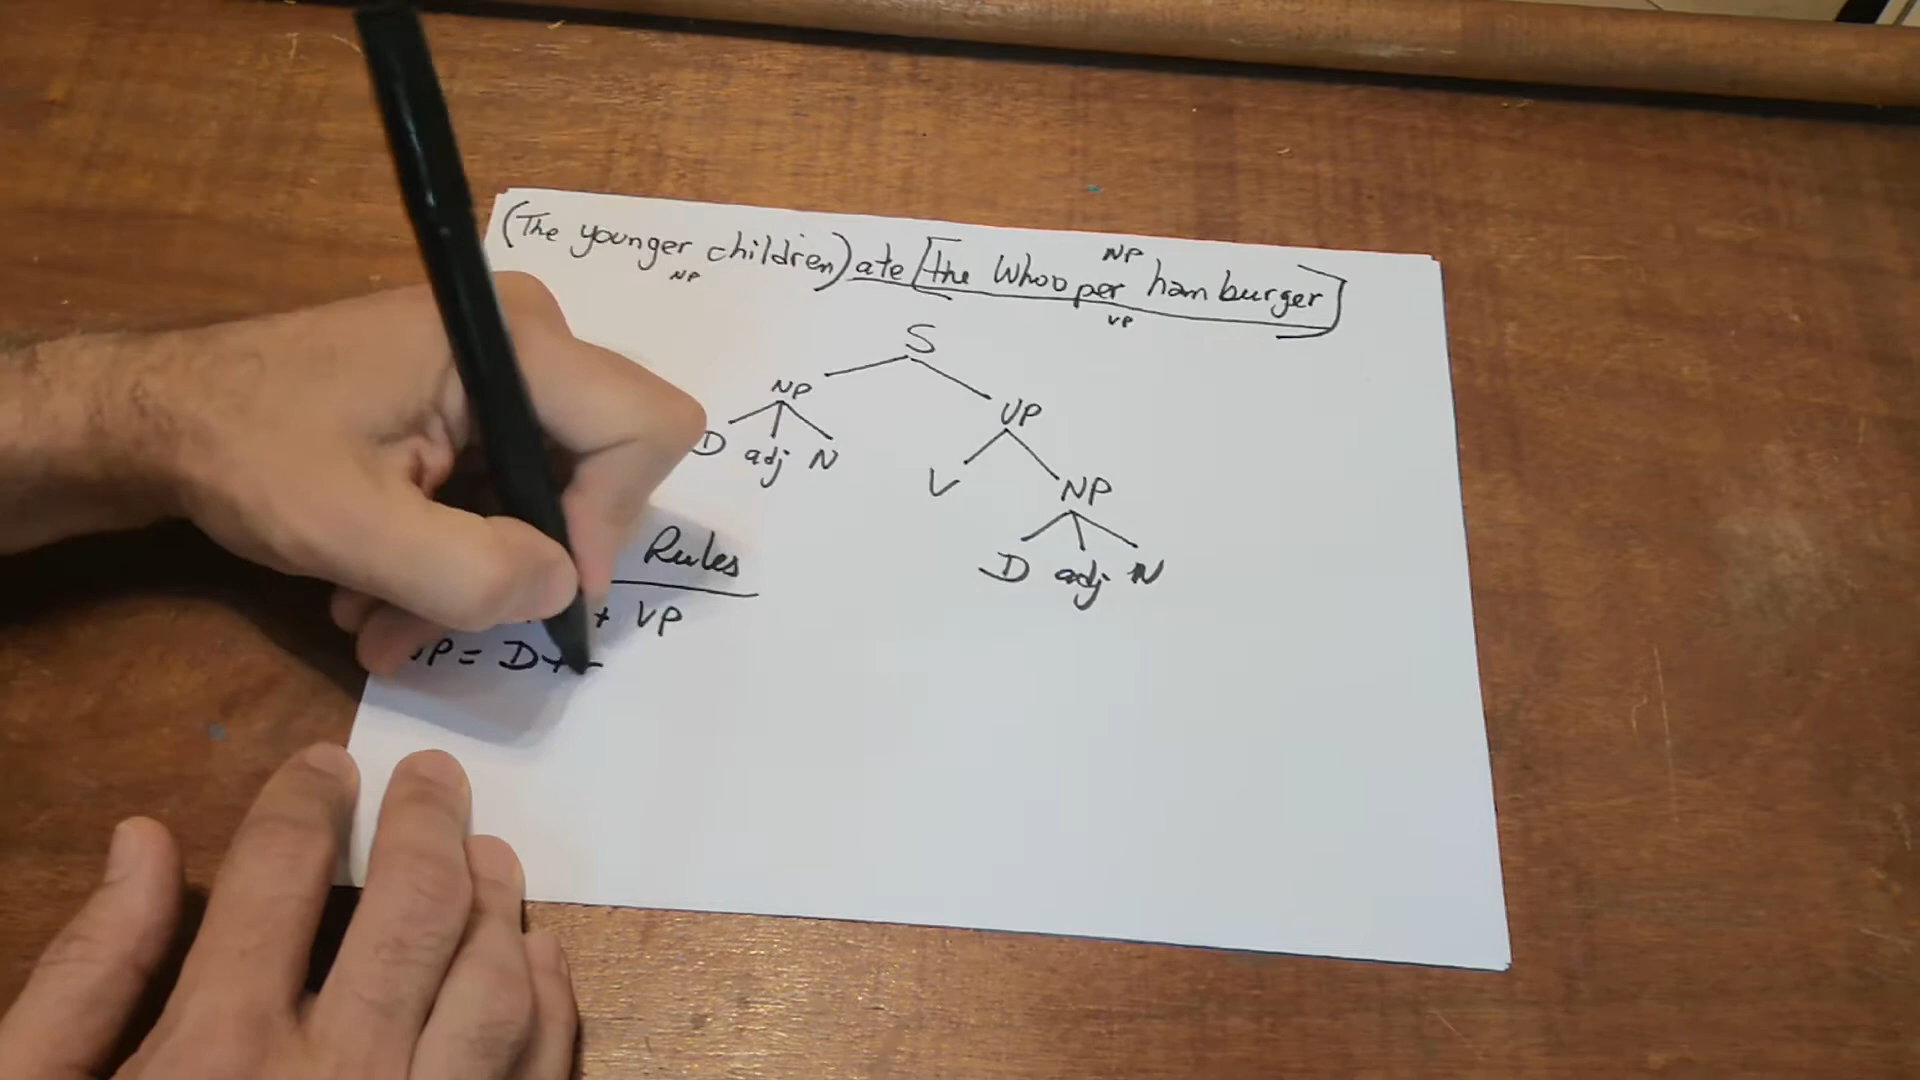 (The younger children) ate [the Whooper hamburger]
NP
NP
VP
S
NP
VP
D adj N
V
NP
D adj N
Rules
+ VP
P = D +